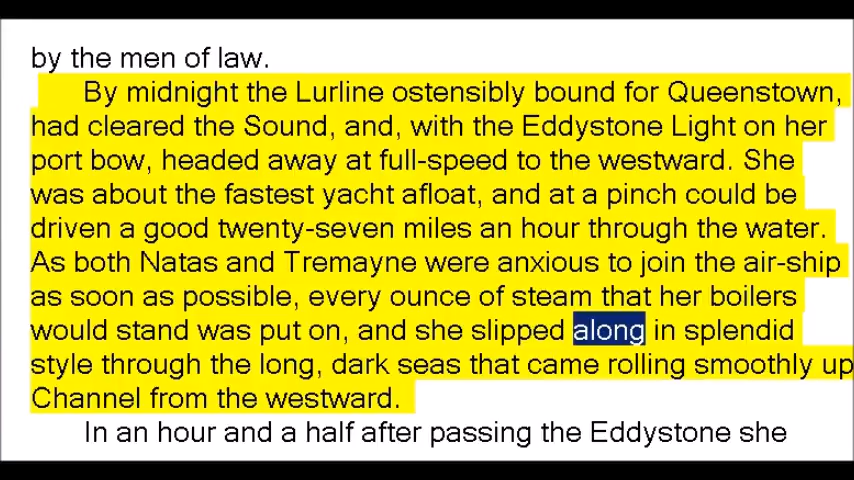 by the men of law.
By midnight the Lurline ostensibly bound for Queenstown,
had cleared the Sound, and, with the Eddystone Light on her
port bow, headed away at full-speed to the westward. She
was about the fastest yacht afloat, and at a pinch could be
driven a good twenty-seven miles an hour through the water.
As both Natas and Tremayne were anxious to join the air-ship
as soon as possible, every ounce of steam that her boilers
would stand was put on, and she slipped along in splendid
style through the long, dark seas that came rolling smoothly up
Channel from the westward.
In an hour and a half after passing the Eddystone she